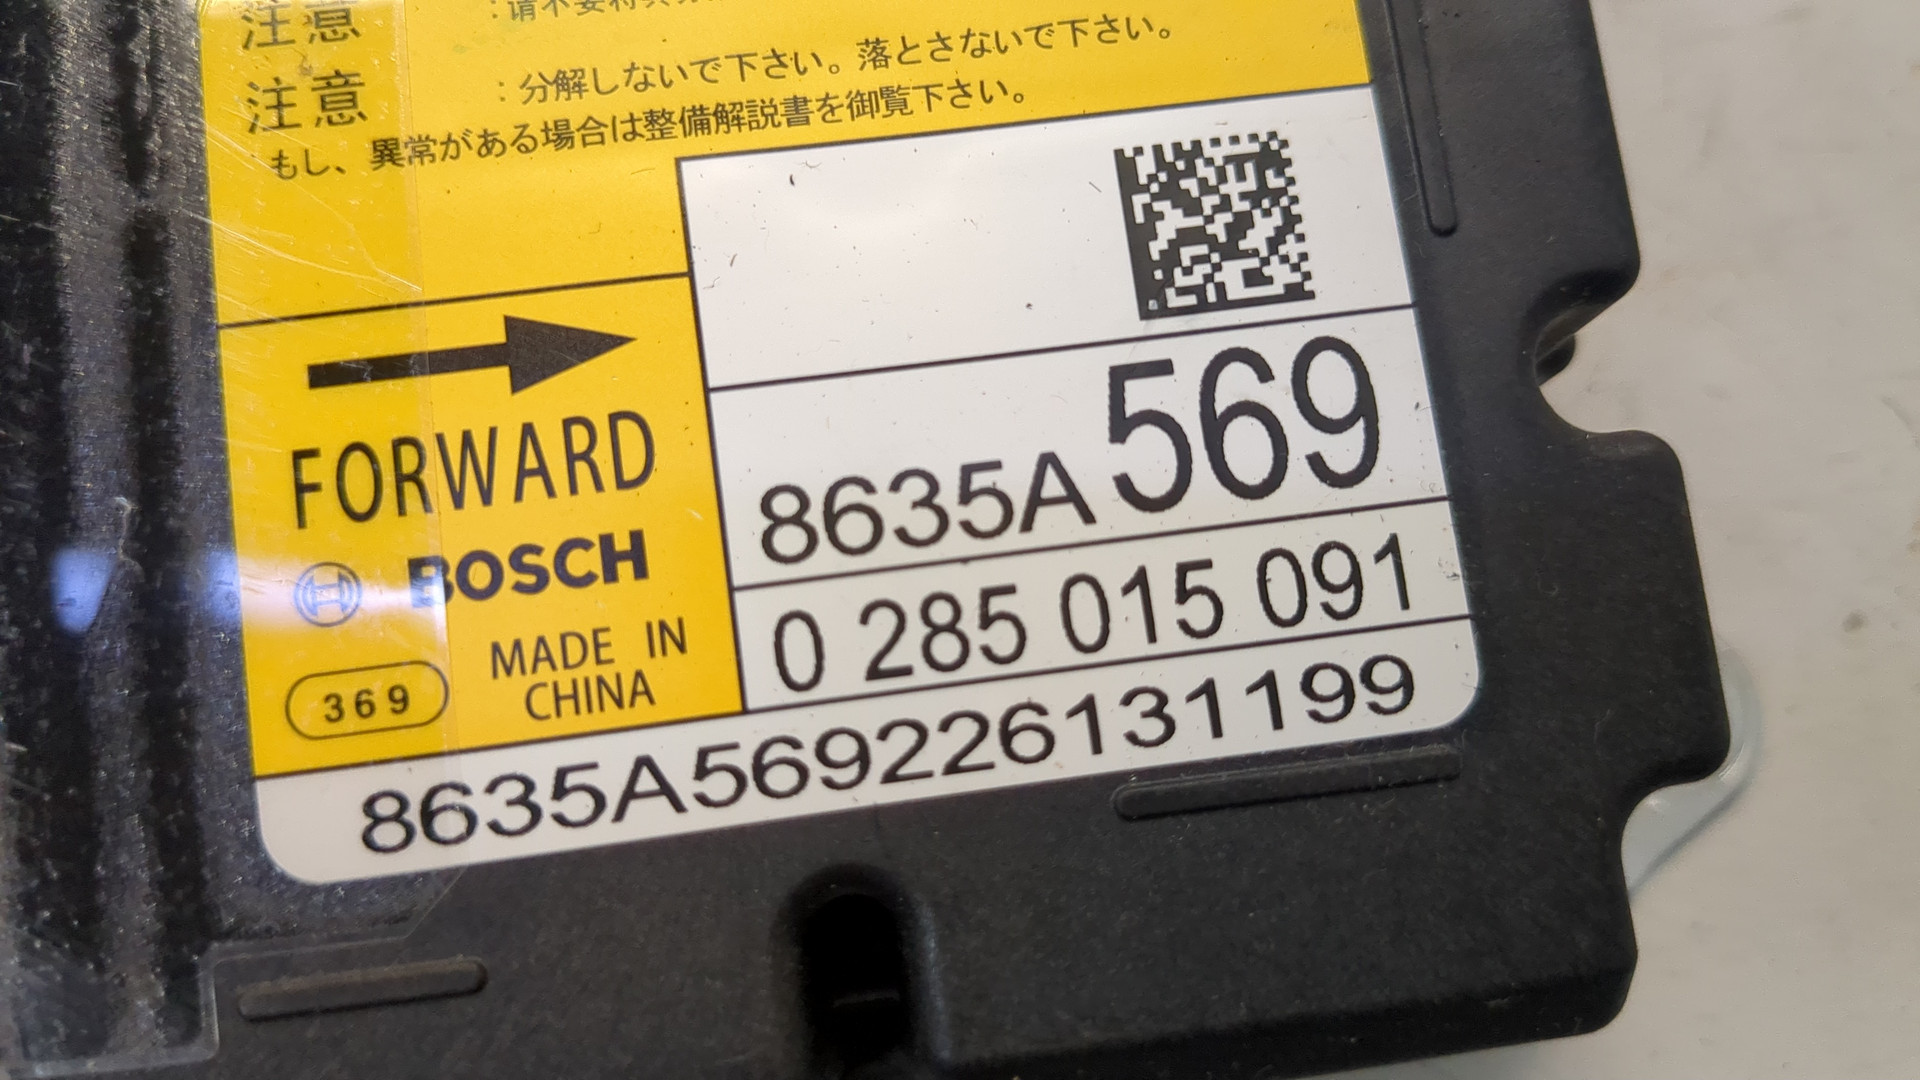 注意
注意 : 分解しないで下さい。落とさないで下さい。
もし、異常がある場合は整備解説書を御覧下さい。
FORWARD
BOSCH
MADE IN
CHINA
369
8635A569
0 285 015 091
8635A569226131199